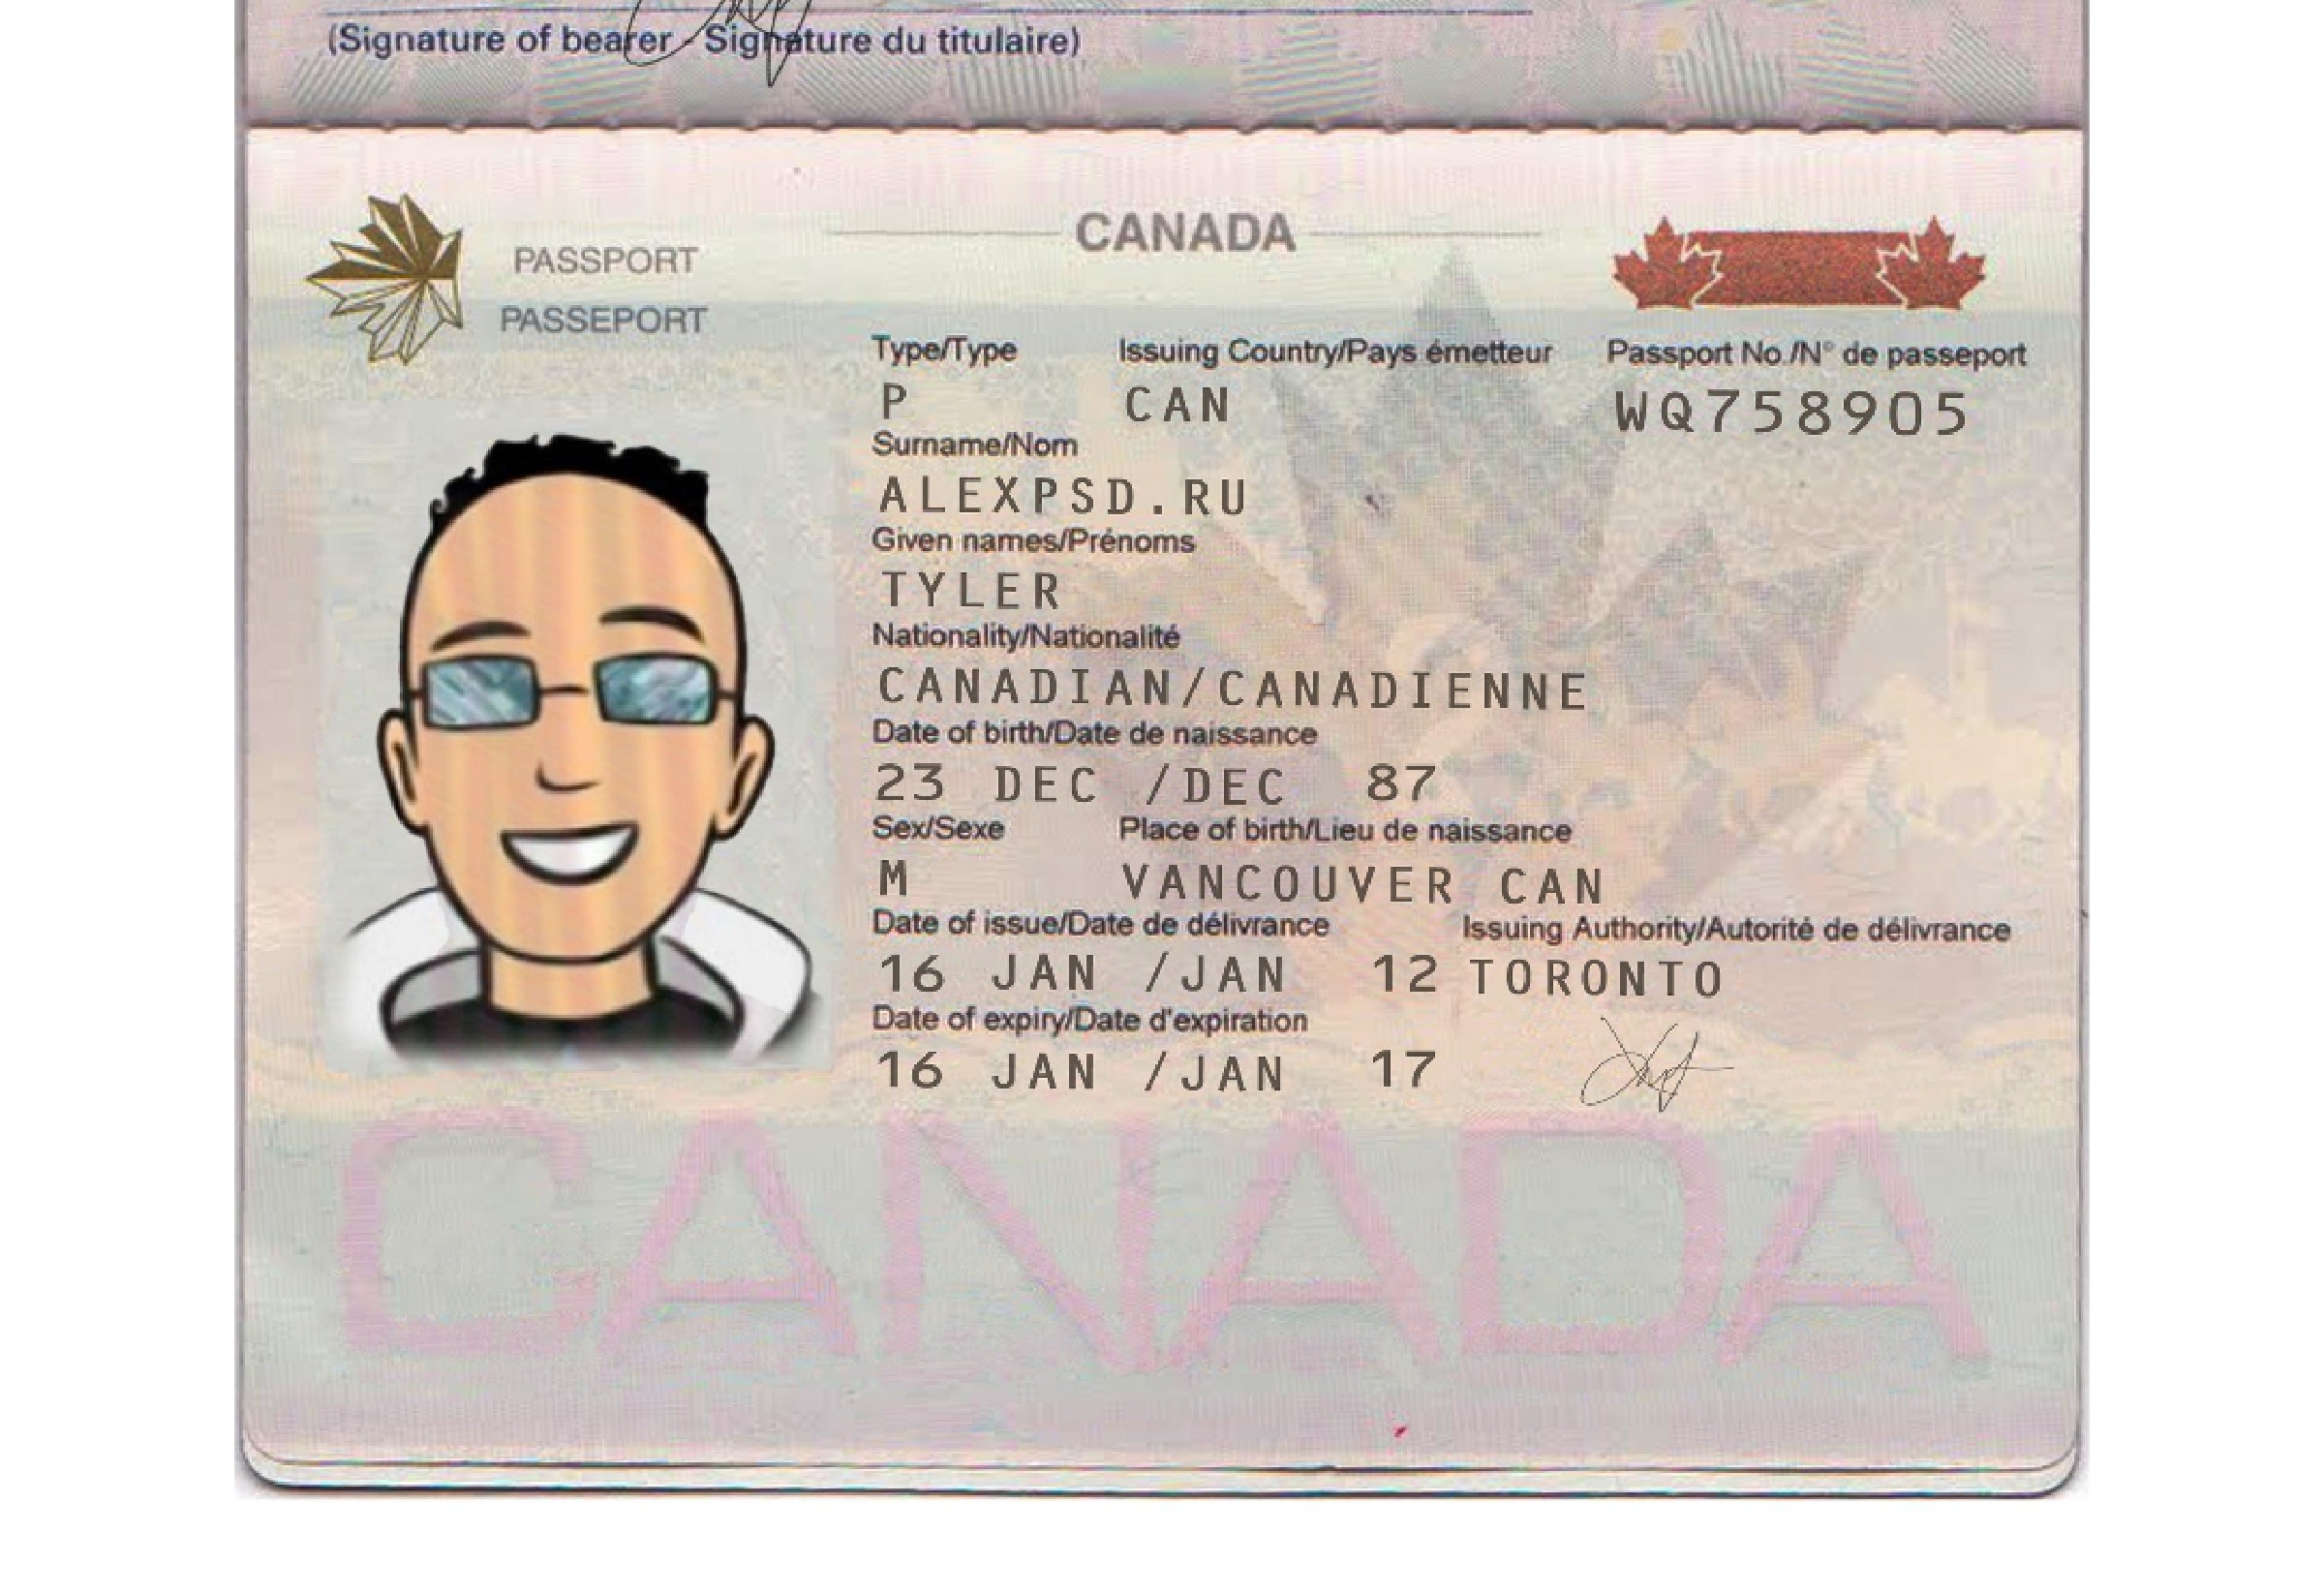 (Signature of bearer - Signature du titulaire)
CANADA
PASSPORT
PASSEPORT
Type/Type Issuing Country/Pays émetteur Passport No./N° de passeport
P CAN WQ758905
Surname/Nom
ALEXPSD.RU
Given names/Prénoms
TYLER
Nationality/Nationalité
CANADIAN/CANADIENNE
Date of birth/Date de naissance
23 DEC /DEC 87
Sex/Sexe Place of birth/Lieu de naissance
M VANCOUVER CAN
Date of issue/Date de délivrance Issuing Authority/Autorité de délivrance
16 JAN /JAN 12 TORONTO
Date of expiry/Date d'expiration
16 JAN /JAN 17
CANADA